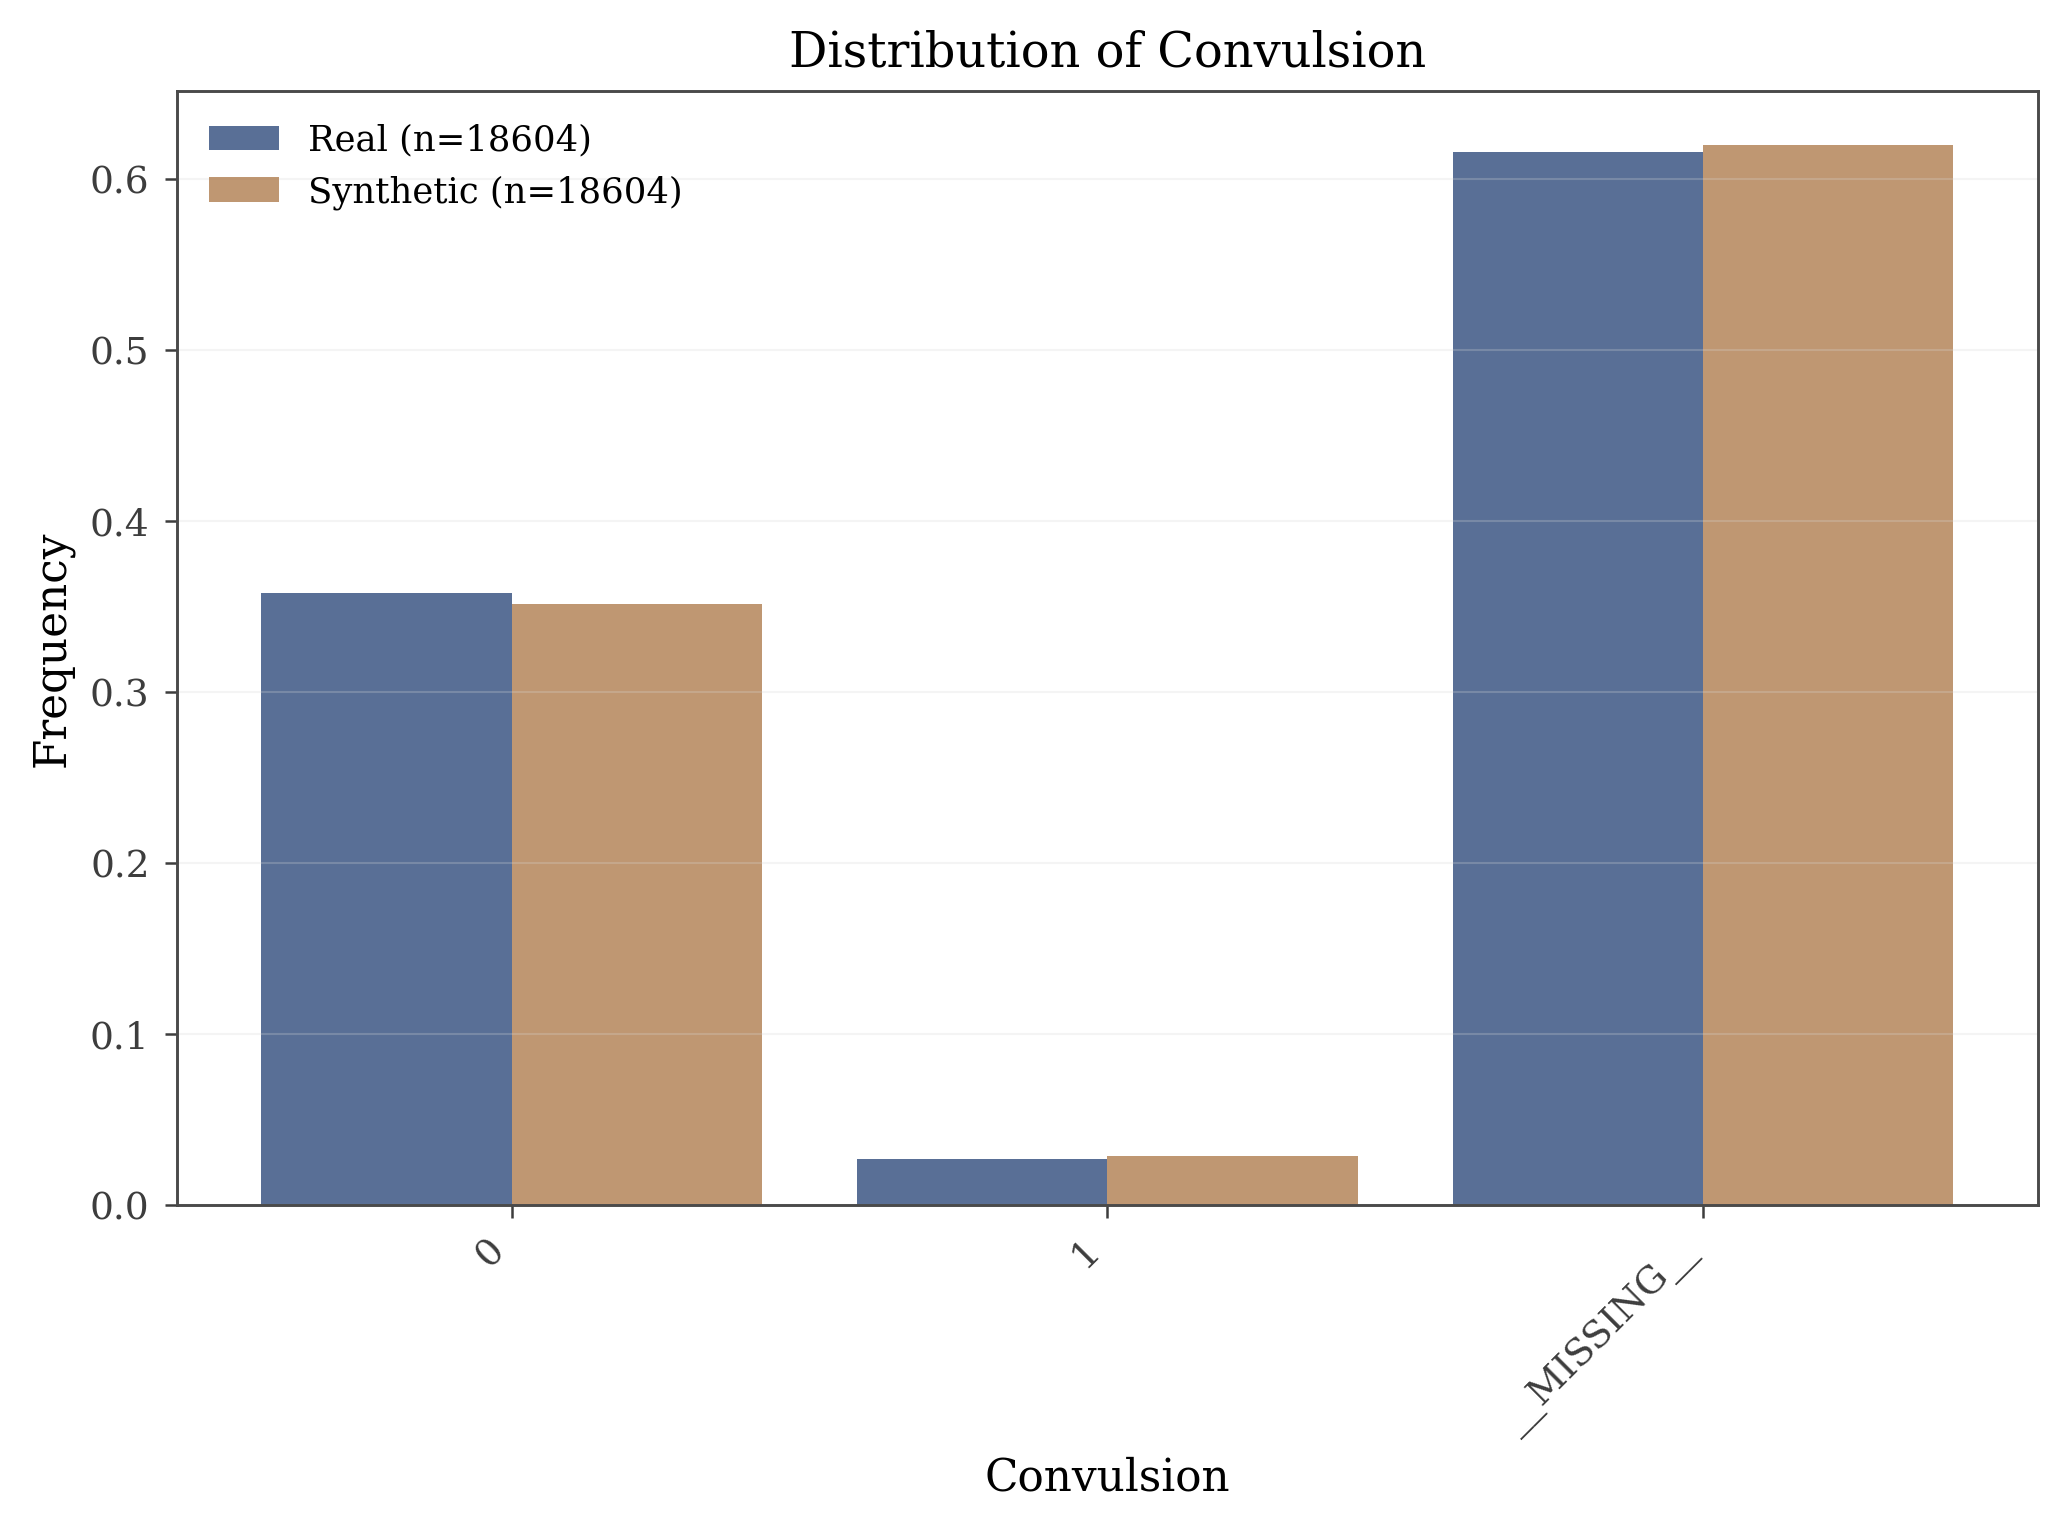 Distribution of Convulsion
Real (n=18604)
Synthetic (n=18604)
Frequency
0.6
0.5
0.4
0.3
0.2
0.1
0.0
0
1
__MISSING__
Convulsion